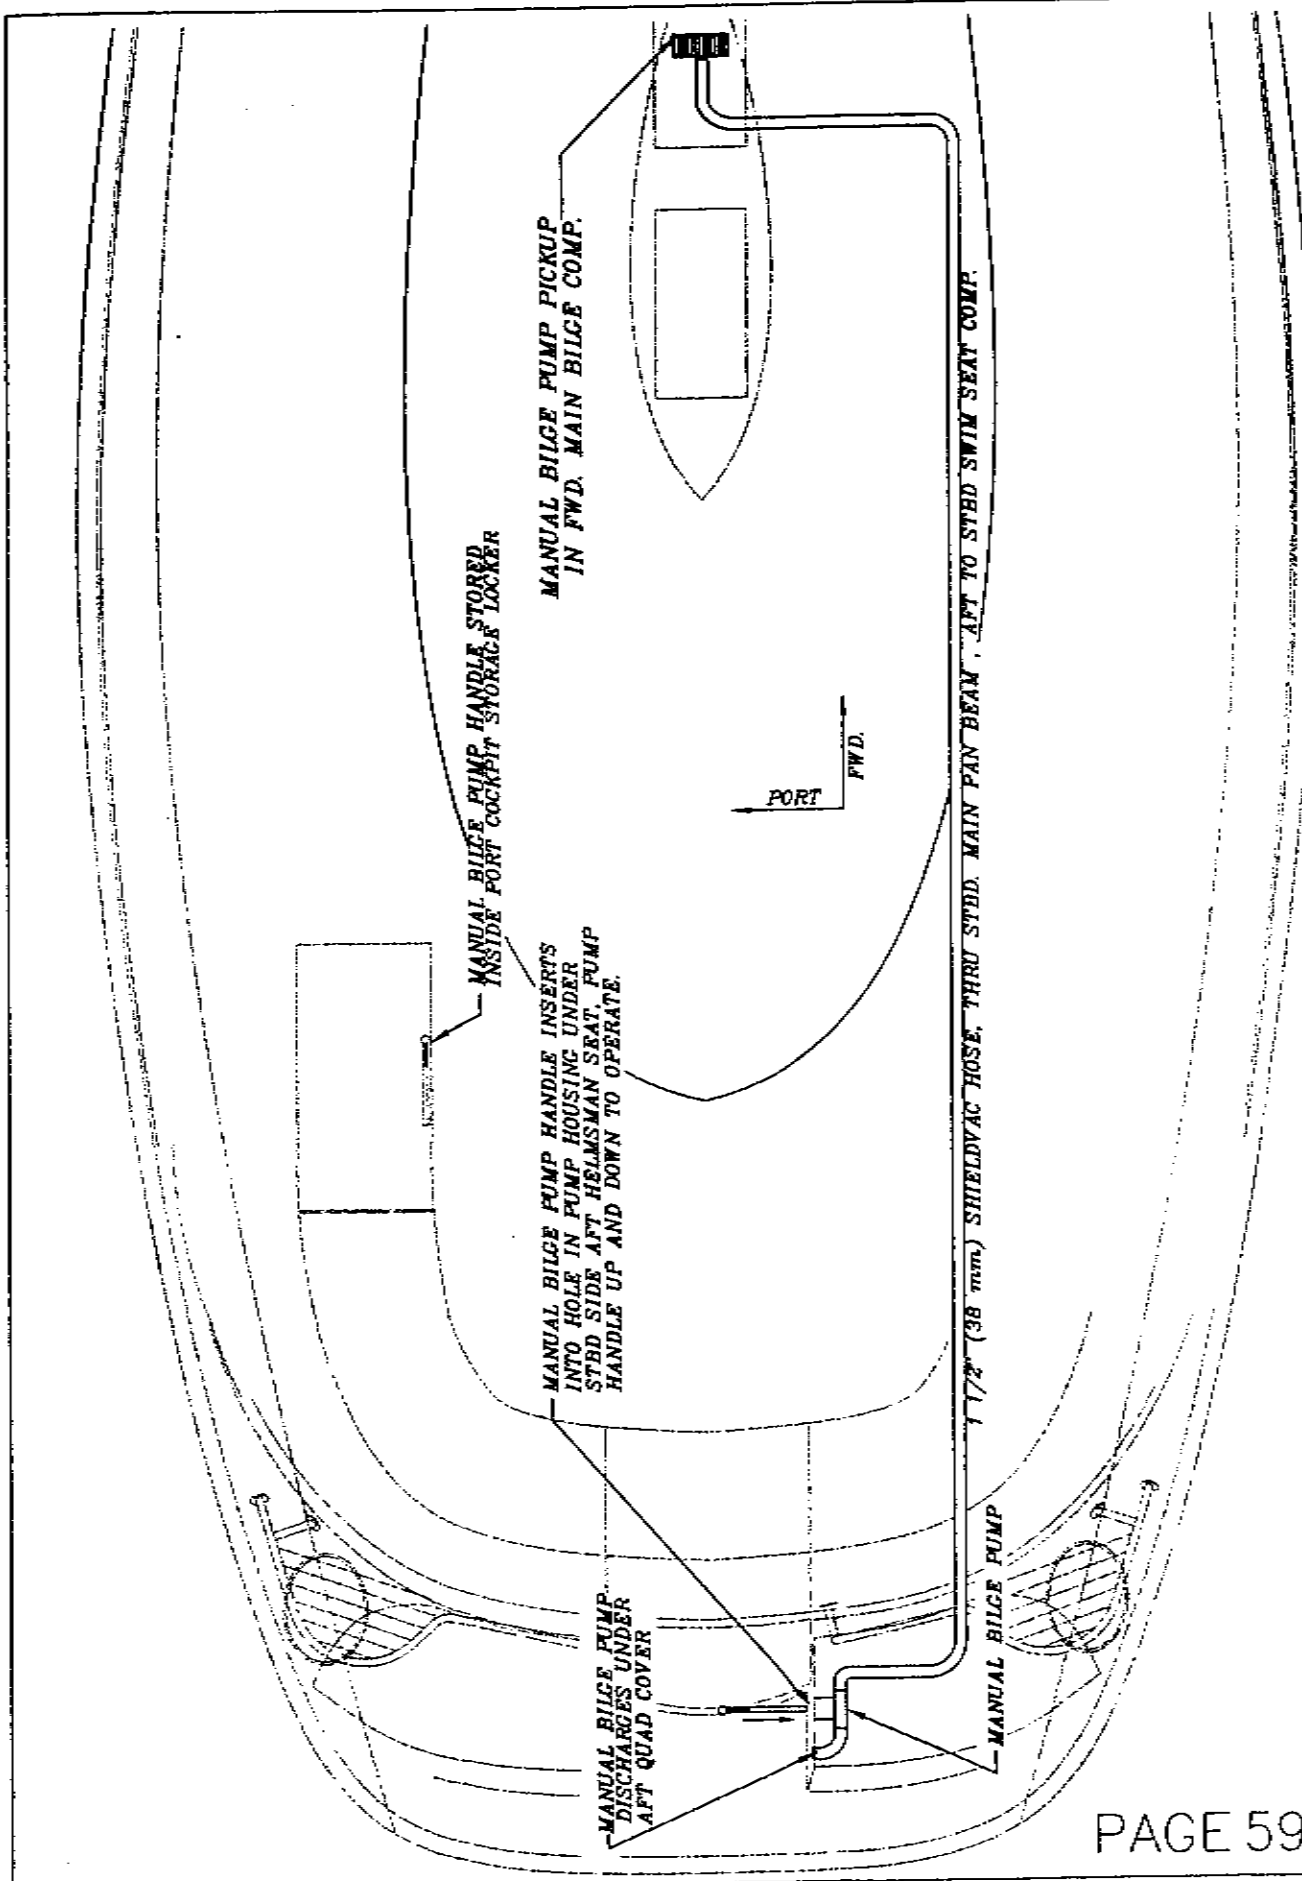 MANUAL BILGE PUMP PICKUP
IN FWD. MAIN BILGE COMP.
MANUAL BILGE PUMP HANDLE STORED
INSIDE PORT COCKPIT STORAGE LOCKER
MANUAL BILGE PUMP HANDLE INSERTS
INTO HOLE IN PUMP HOUSING UNDER
STBD SIDE AFT HELMSMAN SEAT, PUMP
HANDLE UP AND DOWN TO OPERATE.
PORT
FWD.
1 1/2" (38 mm) SHIELDVAC HOSE, THRU STBD. MAIN PAN BEAM , AFT TO STBD SWIM SEAT COMP.
MANUAL BILGE PUMP
DISCHARGES UNDER
AFT QUAD COVER
MANUAL BILGE PUMP
PAGE 59